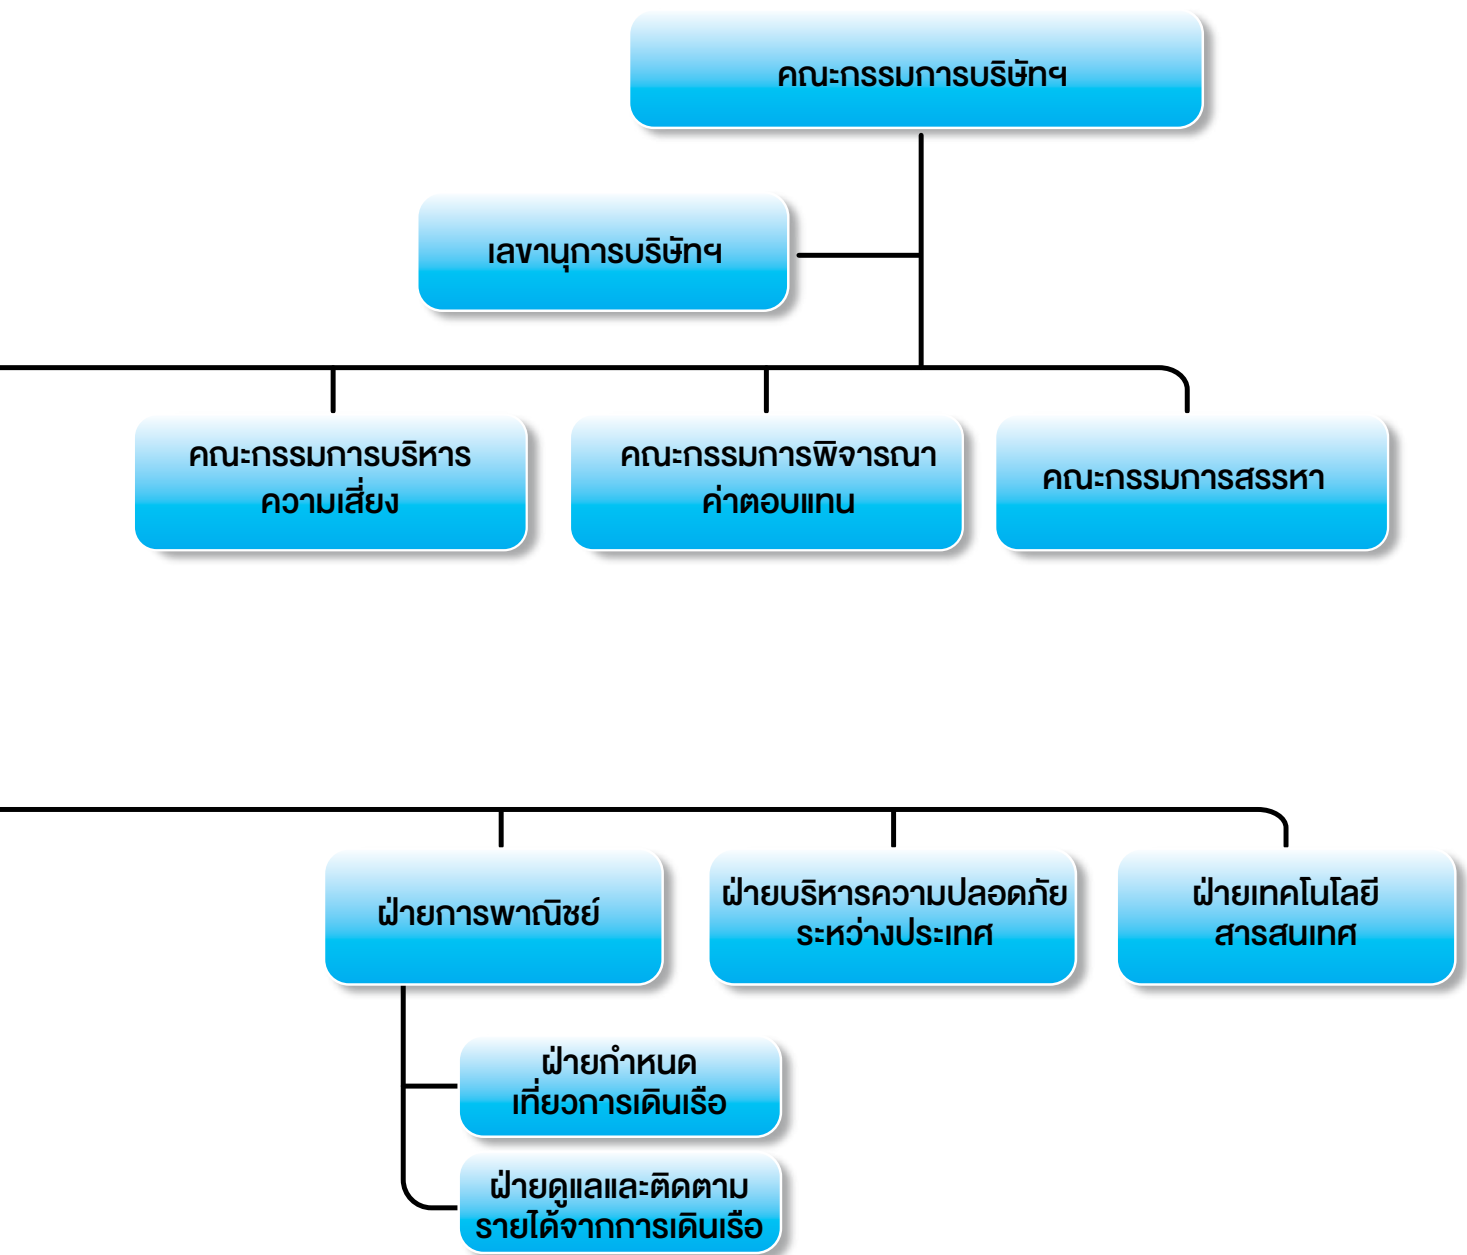 คณะกรรมการบริษัทฯ
เลขานุการบริษัทฯ
คณะกรรมการบริหาร
ความเสี่ยง
คณะกรรมการพิจารณา
ค่าตอบแทน
คณะกรรมการสรรหา
ฝ่ายการพาณิชย์
ฝ่ายบริหารความปลอดภัย
ระหว่างประเทศ
ฝ่ายเทคโนโลยี
สารสนเทศ
ฝ่ายกำหนด
เที่ยวการเดินเรือ
ฝ่ายดูแลและติดตาม
รายได้จากการเดินเรือ